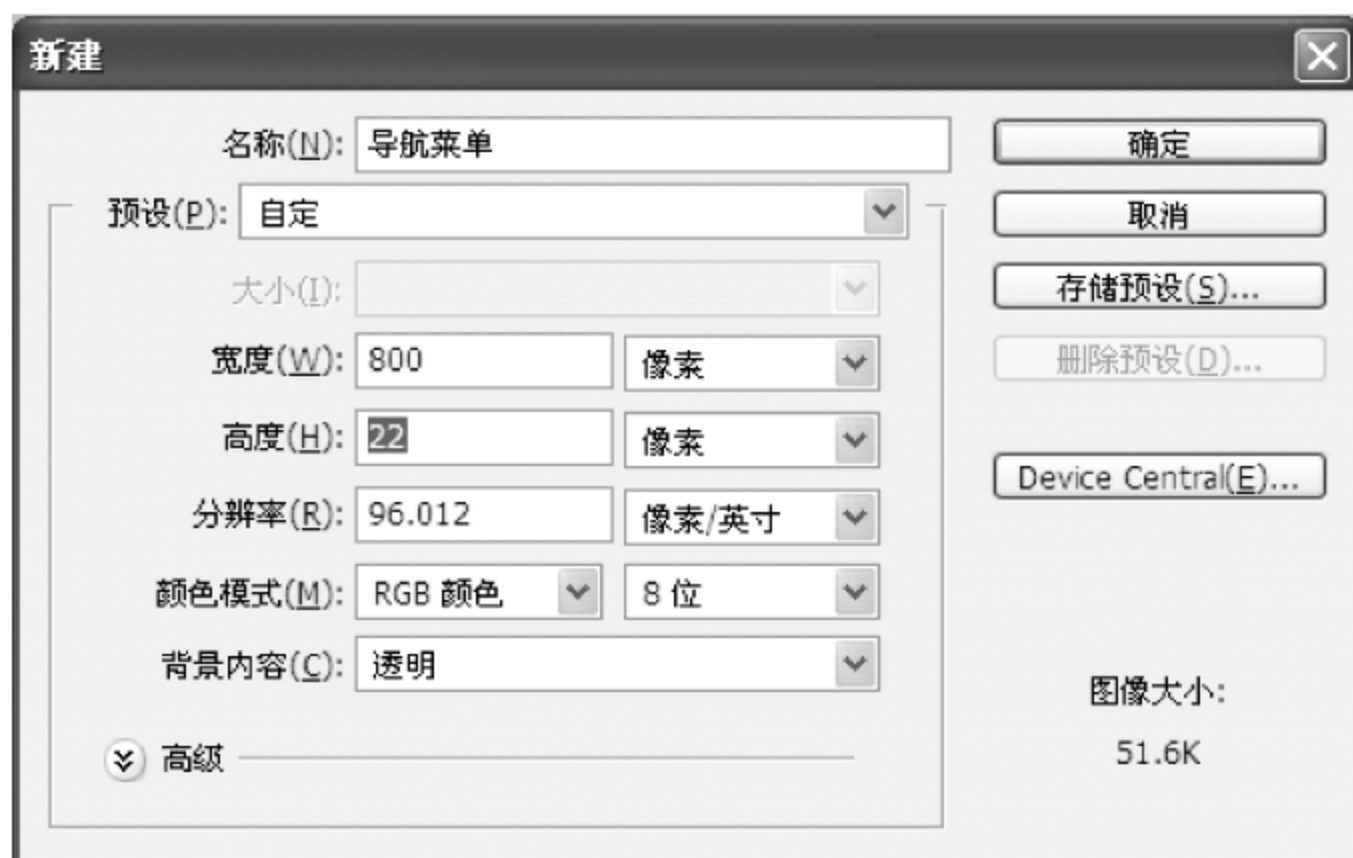 新建
名称(N): 导航菜单
确定
预设(P): 自定
取消
大小(I):
存储预设(S)...
宽度(W): 800 像素
删除预设(D)...
高度(H): 22 像素
Device Central(E)...
分辨率(R): 96.012 像素/英寸
颜色模式(M): RGB 颜色 8 位
背景内容(C): 透明
图像大小:
高级
51.6K